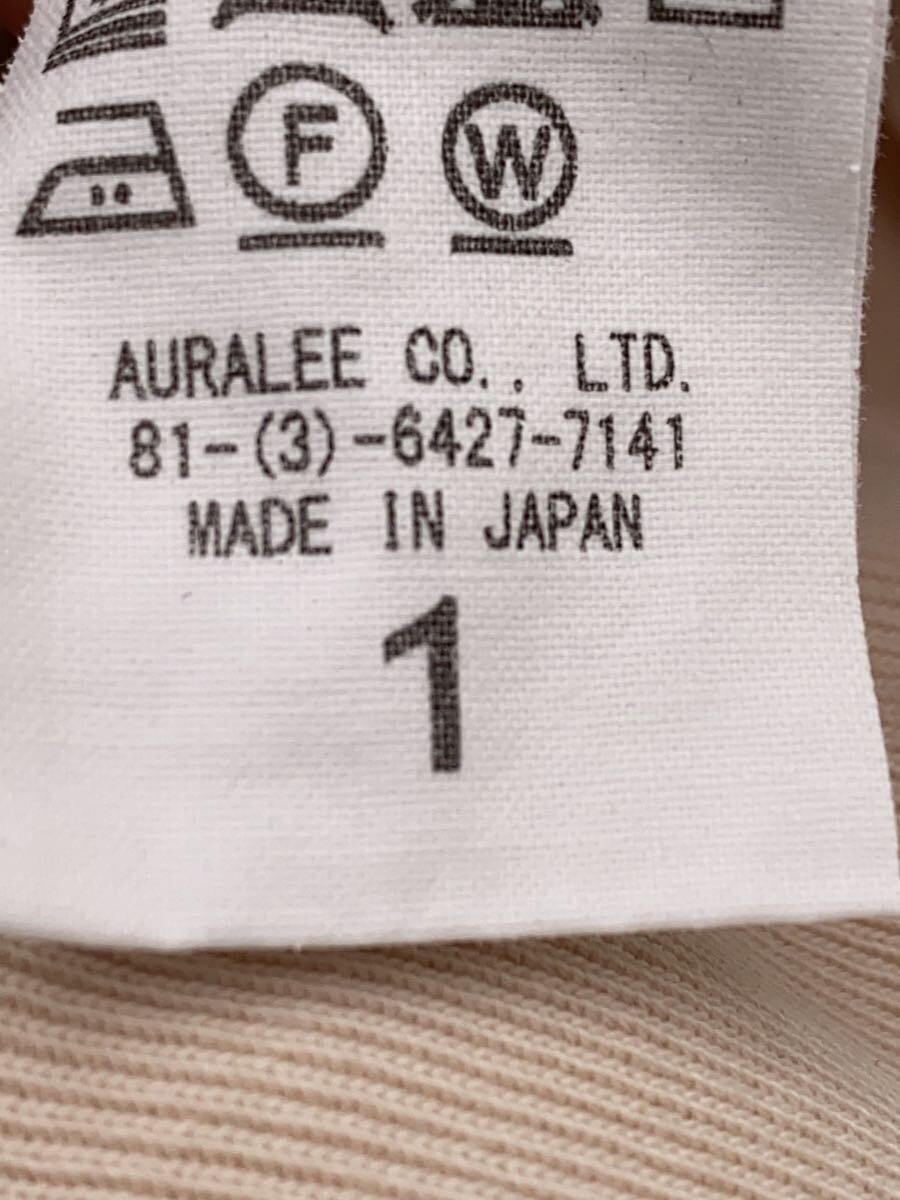 F W
AURALEE CO., LTD.
81-(3)-6427-7141
MADE IN JAPAN
1